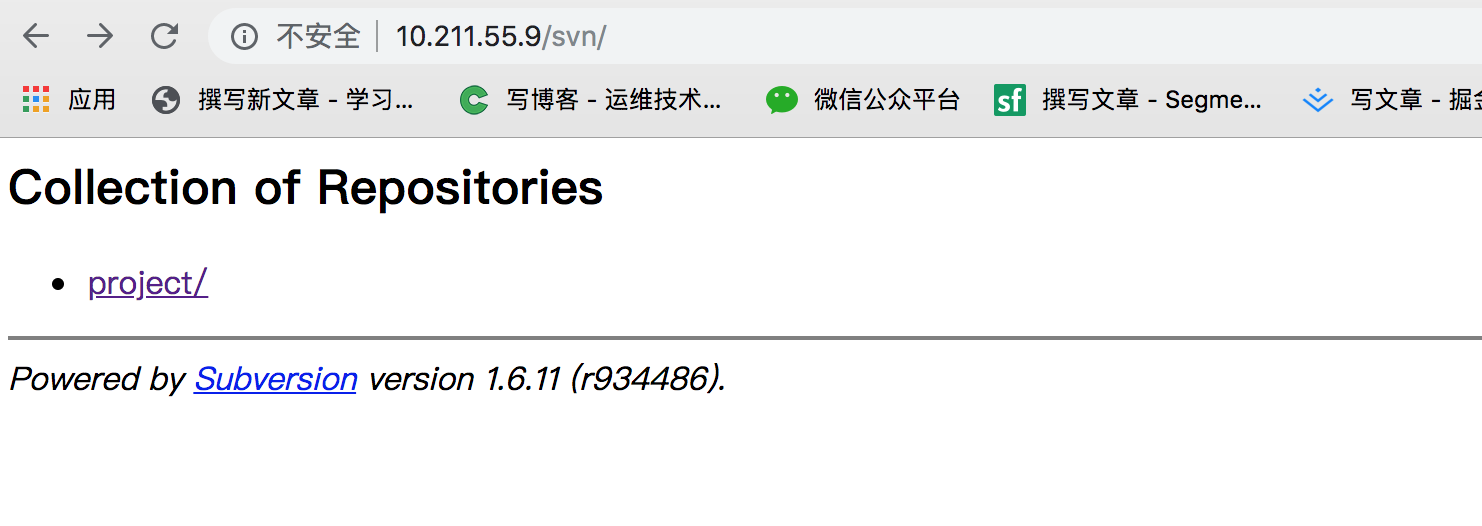 不安全 10.211.55.9/svn/
应用 撰写新文章 - 学习... 写博客 - 运维技术... sf 微信公众平台 撰写文章 - Segme... 写文章 - 掘金
Collection of Repositories
project/
Powered by Subversion version 1.6.11 (r934486).